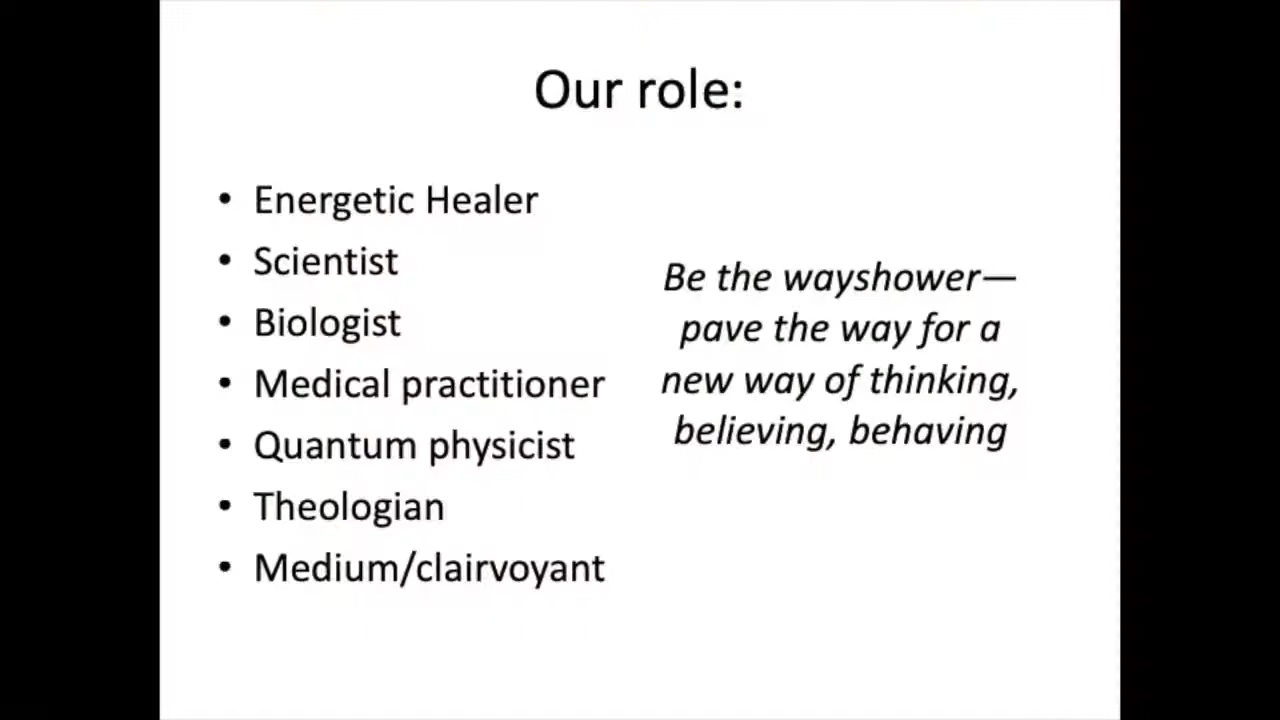 Our role:
• Energetic Healer
• Scientist
• Biologist
• Medical practitioner
• Quantum physicist
• Theologian
• Medium/clairvoyant
Be the wayshower—
pave the way for a
new way of thinking,
believing, behaving